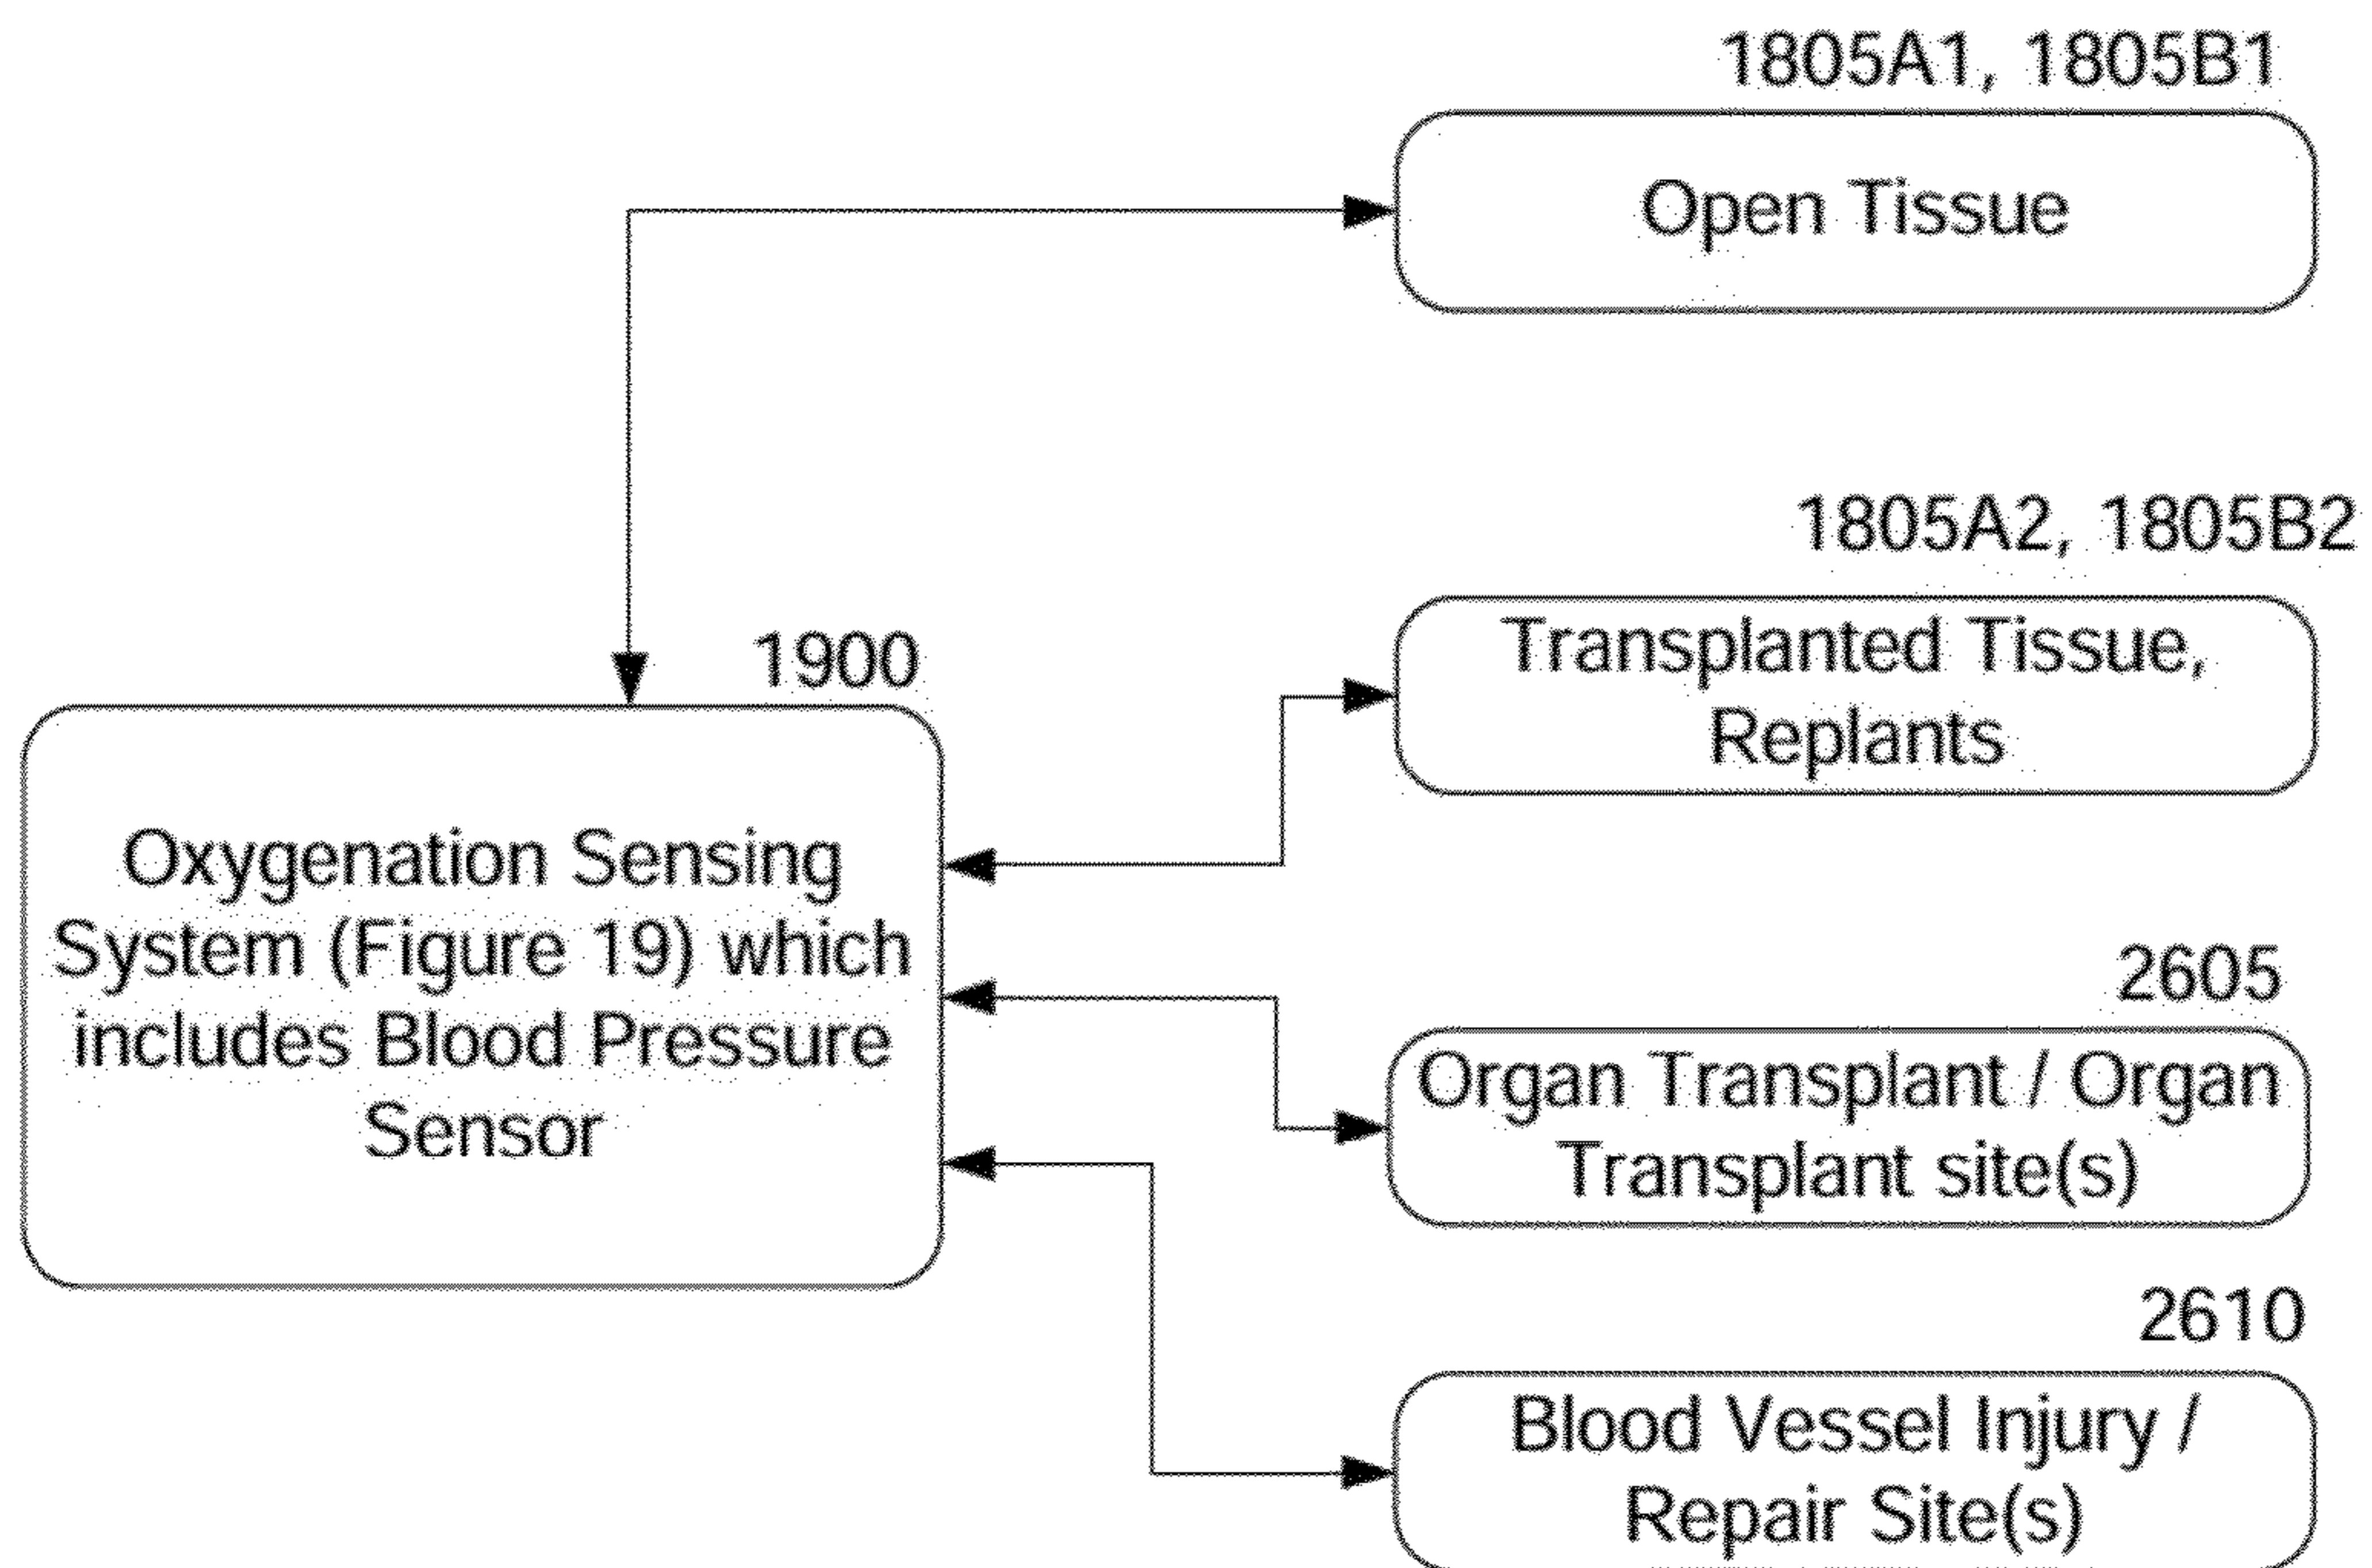 1805A1, 1805B1
Open Tissue
1805A2, 1805B2
Transplanted Tissue,
Replants
1900
Oxygenation Sensing
System (Figure 19) which
includes Blood Pressure
Sensor
2605
Organ Transplant / Organ
Transplant site(s)
2610
Blood Vessel Injury /
Repair Site(s)